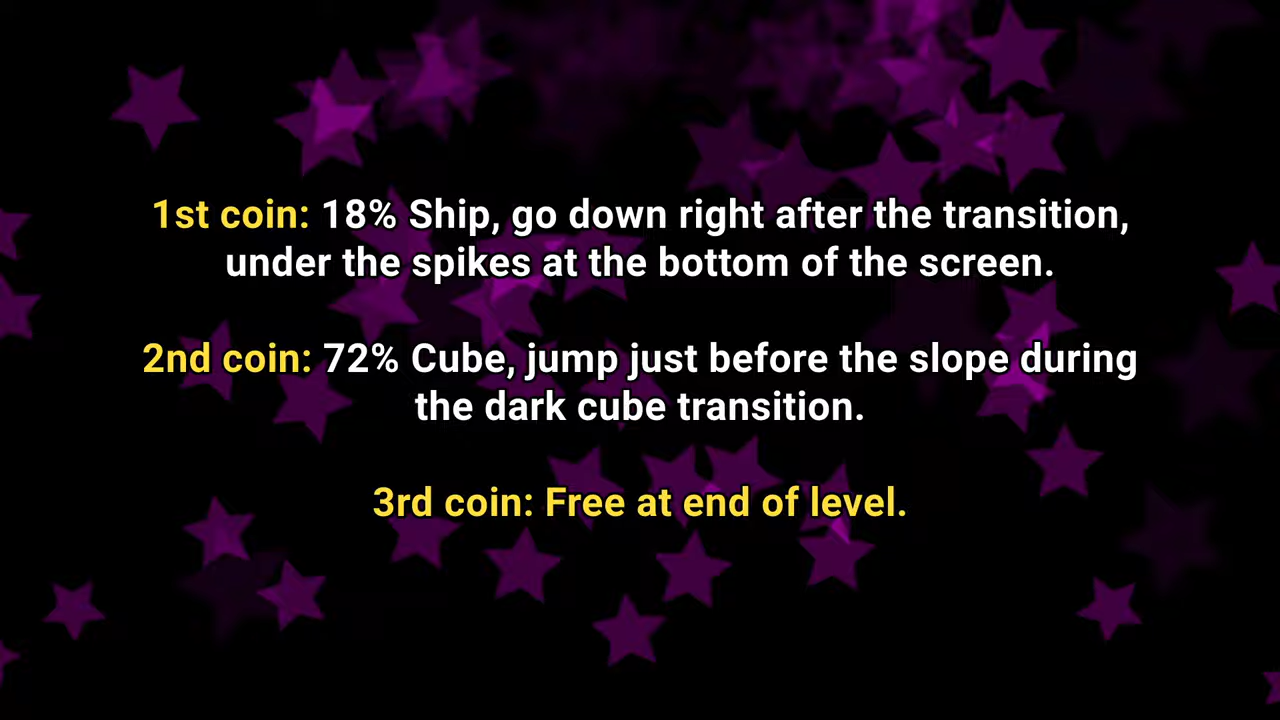 1st coin: 18% Ship, go down right after the transition,
under the spikes at the bottom of the screen.
2nd coin: 72% Cube, jump just before the slope during
the dark cube transition.
3rd coin: Free at end of level.